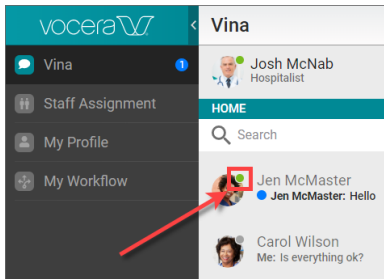 vocera
Vina 1
Staff Assignment
My Profile
My Workflow
Vina
Josh McNab
Hospitalist
HOME
Search
Jen McMaster
Jen McMaster: Hello
Carol Wilson
Me: Is everything ok?